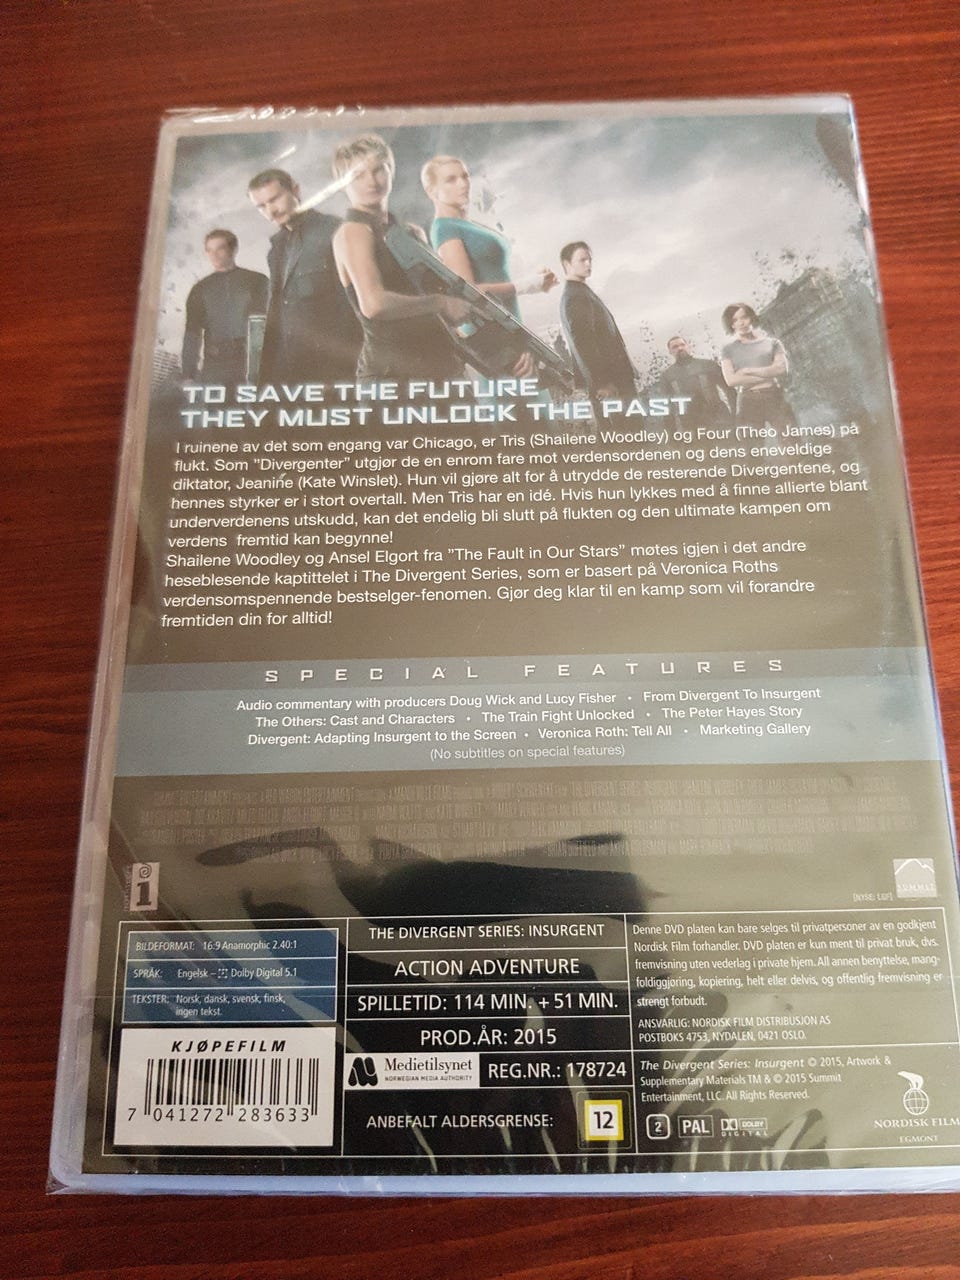 TO SAVE THE FUTURE
THEY MUST UNLOCK THE PAST
I ruinene av det som engang var Chicago, er Tris (Shailene Woodley) og Four (Theo James) på
flukt. Som "Divergenter" utgjør de en enrom fare mot verdensordenen og dens eneveldige
diktator, Jeanine (Kate Winslet). Hun vil gjøre alt for å utrydde de resterende Divergentene, og
hennes styrker er i stort overtall. Men Tris har en idé. Hvis hun lykkes med å finne allierte blant
underverdenens utskudd, kan det endelig bli slutt på flukten og den ultimate kampen om
verdens fremtid kan begynne!
Shailene Woodley og Ansel Elgort fra "The Fault in Our Stars" møtes igjen i det andre
heseblesende kaptittelet i The Divergent Series, som er basert på Veronica Roths
verdensomspennende bestselger-fenomen. Gjør deg klar til en kamp som vil forandre
fremtiden din for alltid!
SPECIAL FEATURES
Audio commentary with producers Doug Wick and Lucy Fisher • From Divergent To Insurgent
The Others: Cast and Characters • The Train Fight Unlocked • The Peter Hayes Story
Divergent: Adapting Insurgent to the Screen • Veronica Roth: Tell All • Marketing Gallery
(No subtitles on special features)
SUMMIT
[NYSE: LGF]
BILDEFORMAT: 16:9 Anamorphic 2.40:1
SPRÅK: Engelsk – Dolby Digital 5.1
TEKSTER: Norsk, dansk, svensk, finsk,
ingen tekst.
KJØPEFILM
7 041272 283633
THE DIVERGENT SERIES: INSURGENT
ACTION ADVENTURE
SPILLETID: 114 MIN. + 51 MIN.
PROD.ÅR: 2015
Medietilsynet
NORWEGIAN MEDIA AUTHORITY
REG.NR.: 178724
ANBEFALT ALDERSGRENSE:
12
Denne DVD platen kan bare selges til privatpersoner av en godkjent
Nordisk Film forhandler. DVD platen er kun ment til privat bruk, dvs.
fremvisning uten vederlag i private hjem. All annen benyttelse, mang-
foldiggjøring, kopiering, helt eller delvis, og offentlig fremvisning er
strengt forbudt.
ANSVARLIG: NORDISK FILM DISTRIBUSJON AS
POSTBOKS 4753, NYDALEN, 0421 OSLO.
The Divergent Series: Insurgent © 2015, Artwork &
Supplementary Materials TM & © 2015 Summit
Entertainment, LLC. All Rights Reserved.
2 PAL DOLBY
DIGITAL
NORDISK FILM
EGMONT